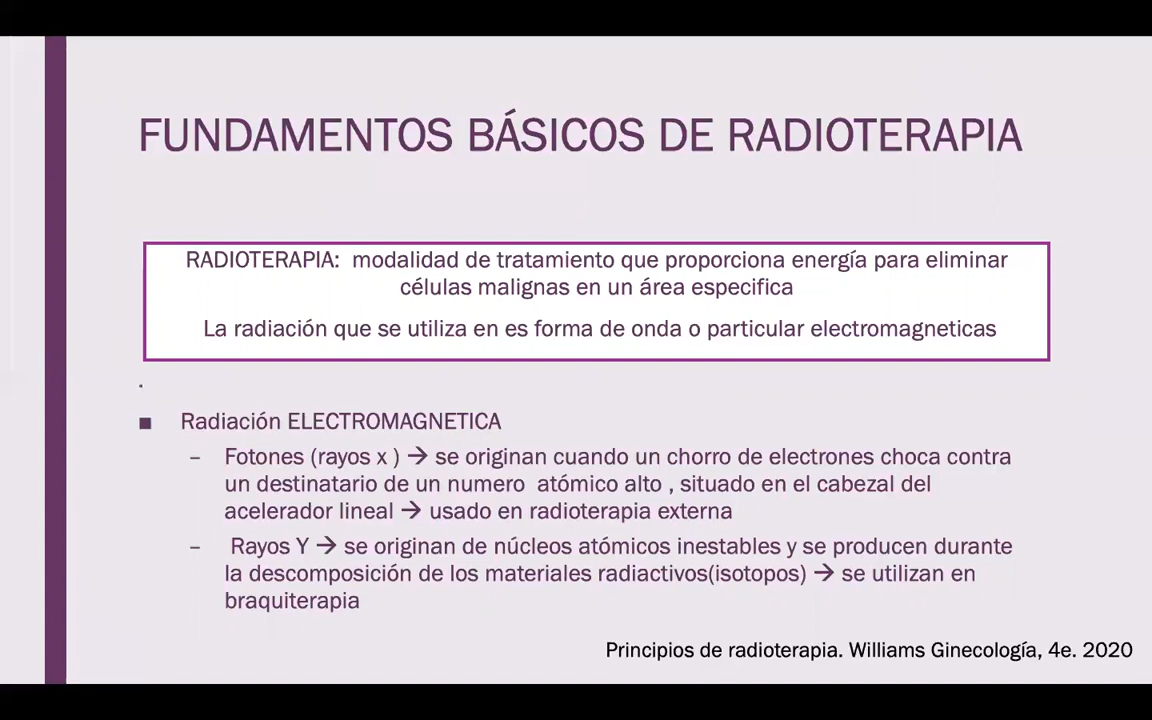 FUNDAMENTOS BÁSICOS DE RADIOTERAPIA
RADIOTERAPIA: modalidad de tratamiento que proporciona energía para eliminar
células malignas en un área especifica
La radiación que se utiliza en es forma de onda o particular electromagneticas
.
■ Radiación ELECTROMAGNETICA
– Fotones (rayos x ) → se originan cuando un chorro de electrones choca contra
un destinatario de un numero atómico alto , situado en el cabezal del
acelerador lineal → usado en radioterapia externa
– Rayos Y → se originan de núcleos atómicos inestables y se producen durante
la descomposición de los materiales radiactivos(isotopos) → se utilizan en
braquiterapia
Principios de radioterapia. Williams Ginecología, 4e. 2020